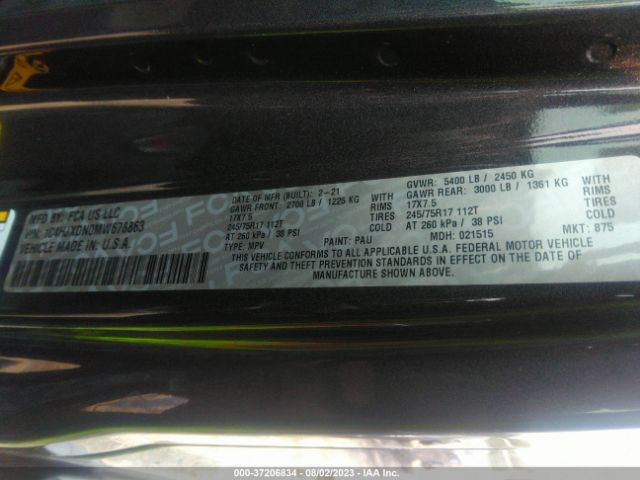 MFD BY: FCA US LLC
VIN: 1C4HJXDN0MW678863
VEHICLE MADE IN: U.S.A.
DATE OF MFR (BUILT): 2-21
GAWR FRONT: 2700 LB / 1225 KG WITH
17X7.5 RIMS
245/75R17 112T TIRES
AT 260 kPa / 38 PSI COLD
GVWR: 5400 LB / 2450 KG
GAWR REAR: 3000 LB / 1361 KG WITH
17X7.5 RIMS
245/75R17 112T TIRES
AT 260 kPa / 38 PSI COLD
TYPE: MPV PAINT: PAU MDH: 021515 MKT: 875
THIS VEHICLE CONFORMS TO ALL APPLICABLE U.S.A. FEDERAL MOTOR VEHICLE
SAFETY AND THEFT PREVENTION STANDARDS IN EFFECT ON THE DATE OF
MANUFACTURE SHOWN ABOVE.
© COPYRIGHT - 37206834 - 08/02/2023 - IAA Inc.